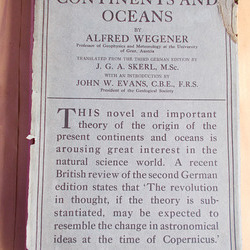 CONTINENTS AND
OCEANS
BY
ALFRED WEGENER
Professor of Geophysics and Meteorology at the University
of Graz, Austria
TRANSLATED FROM THE THIRD GERMAN EDITION BY
J. G. A. SKERL, M.Sc.
WITH AN INTRODUCTION BY
JOHN W. EVANS, C.B.E., F.R.S.
President of the Geological Society
THIS novel and important
theory of the origin of the
present continents and oceans is
arousing great interest in the
natural science world. A recent
British review of the second German
edition states that 'The revolution
in thought, if the theory is sub-
stantiated, may be expected to
resemble the change in astronomical
ideas at the time of Copernicus.'